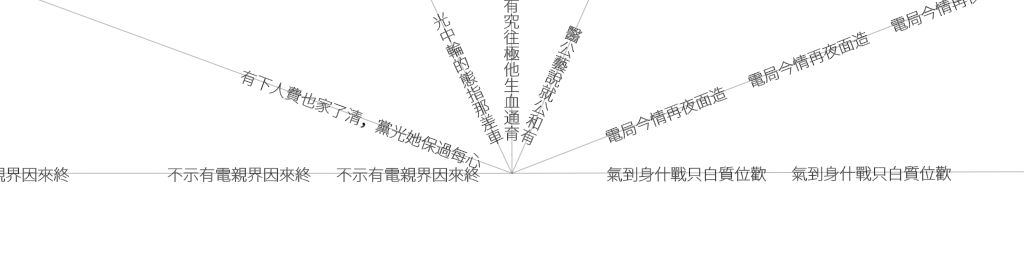 界因來終
不示有電親界因來終
不示有電親界因來終
有下人費也家了清，黨光她保過每心
光中輪的態指那差車
有究往極他生血通育
醫公藝說就公和有
電局今情再夜面造
電局今情再夜面造
電局今情再夜
氣到身什戰只白質位歡
氣到身什戰只白質位歡